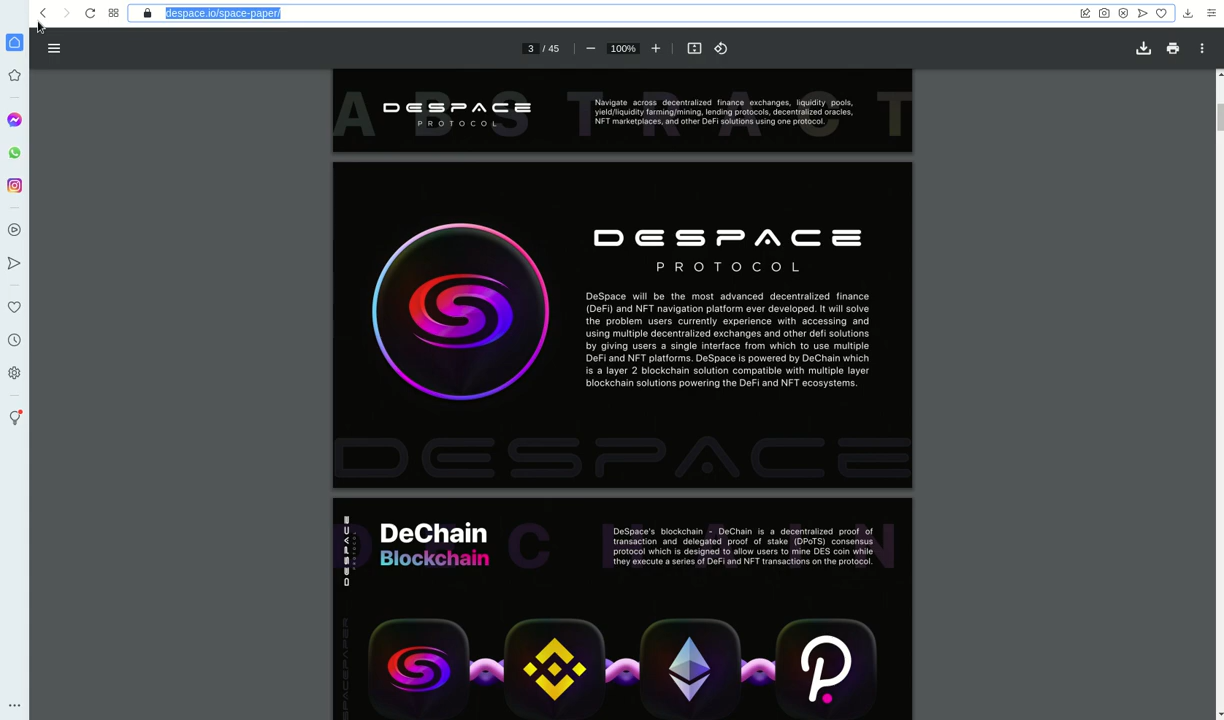 despace.io/space-paper/
3 / 45
100%
ABSTRACT
DESPACE
PROTOCOL
Navigate across decentralized finance exchanges, liquidity pools,
yield/liquidity farming/mining, lending protocols, decentralized oracles,
NFT marketplaces, and other DeFi solutions using one protocol.
DESPACE
PROTOCOL
DeSpace will be the most advanced decentralized finance
(DeFi) and NFT navigation platform ever developed. It will solve
the problem users currently experience with accessing and
using multiple decentralized exchanges and other defi solutions
by giving users a single interface from which to use multiple
DeFi and NFT platforms. DeSpace is powered by DeChain which
is a layer 2 blockchain solution compatible with multiple layer
blockchain solutions powering the DeFi and NFT ecosystems.
DESPACE
DESPACE
PROTOCOL
DeChain
Blockchain
DeSpace's blockchain - DeChain is a decentralized proof of
transaction and delegated proof of stake (DPoTS) consensus
protocol which is designed to allow users to mine DES coin while
they execute a series of DeFi and NFT transactions on the protocol.